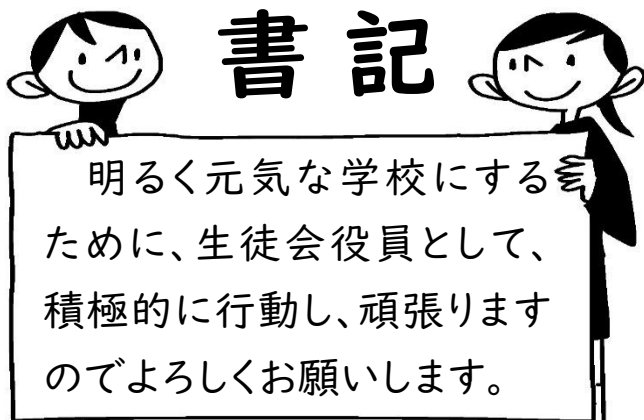 書記
明るく元気な学校にする
ために、生徒会役員として、
積極的に行動し、頑張ります
のでよろしくお願いします。